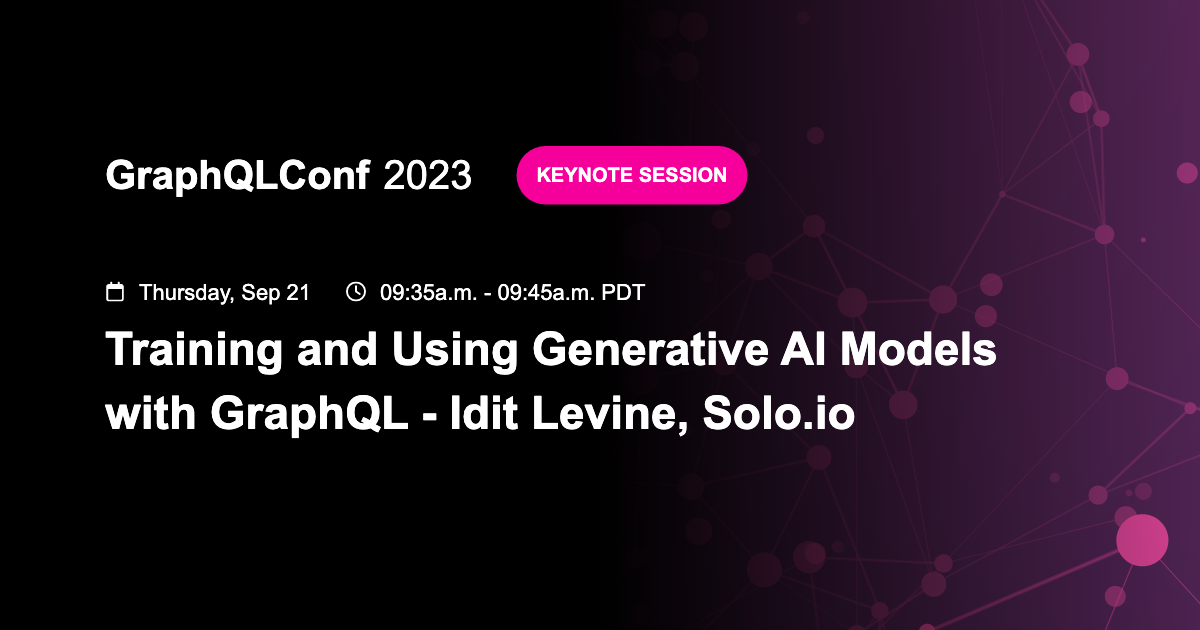 GraphQLConf 2023
KEYNOTE SESSION
Thursday, Sep 21
09:35a.m. - 09:45a.m. PDT
Training and Using Generative AI Models
with GraphQL - Idit Levine, Solo.io